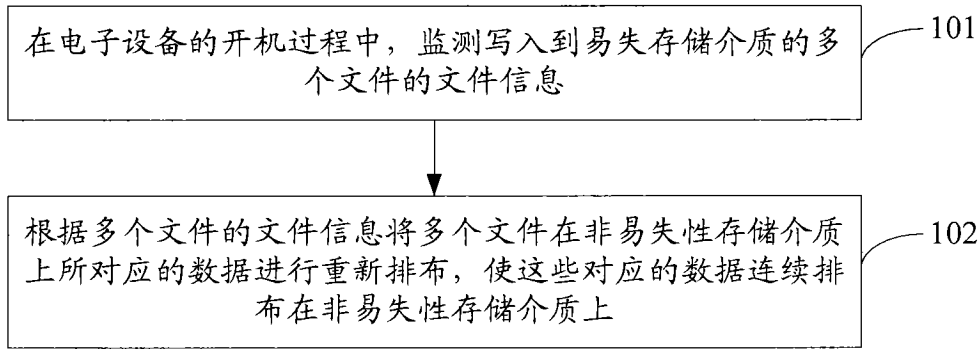 在电子设备的开机过程中，监测写入到易失存储介质的多
个文件的文件信息
101
根据多个文件的文件信息将多个文件在非易失性存储介质
上所对应的数据进行重新排布，使这些对应的数据连续排
布在非易失性存储介质上
102